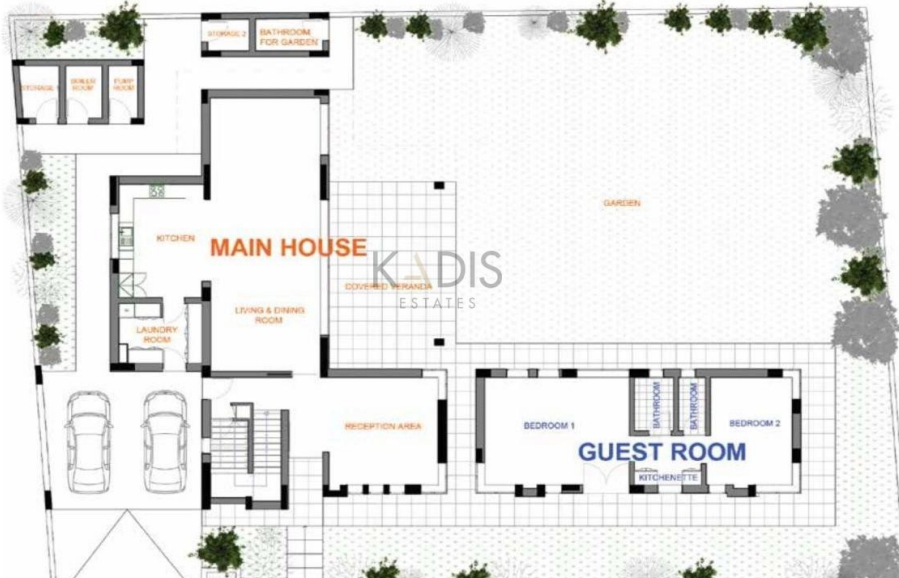 STORAGE 2
BATHROOM
FOR GARDEN
STORAGE 1
BOILER
ROOM
PUMP
ROOM
GARDEN
KITCHEN
MAIN HOUSE
KADIS
ESTATES
COVERED VERANDA
LIVING & DINING
ROOM
LAUNDRY
ROOM
RECEPTION AREA
BEDROOM 1
BATHROOM
BATHROOM
BEDROOM 2
GUEST ROOM
KITCHENETTE